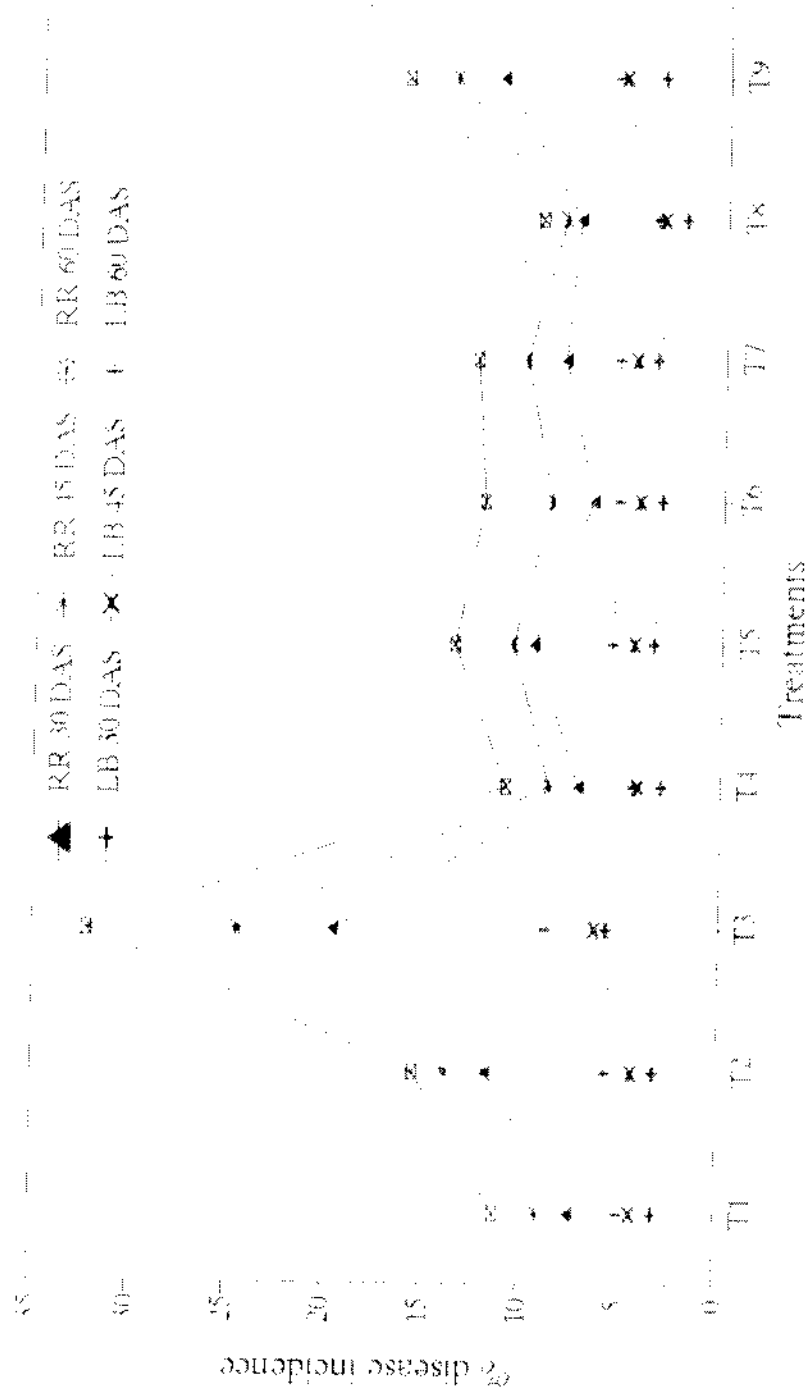 RR 30 DAS RR 45 DAS RR 60 DAS
LB 30 DAS LB 45 DAS LB 60 DAS
% disease incidence
35
30
25
20
15
10
5
0
T1 T2 T3 T4 T5 T6 T7 T8 T9
Treatments